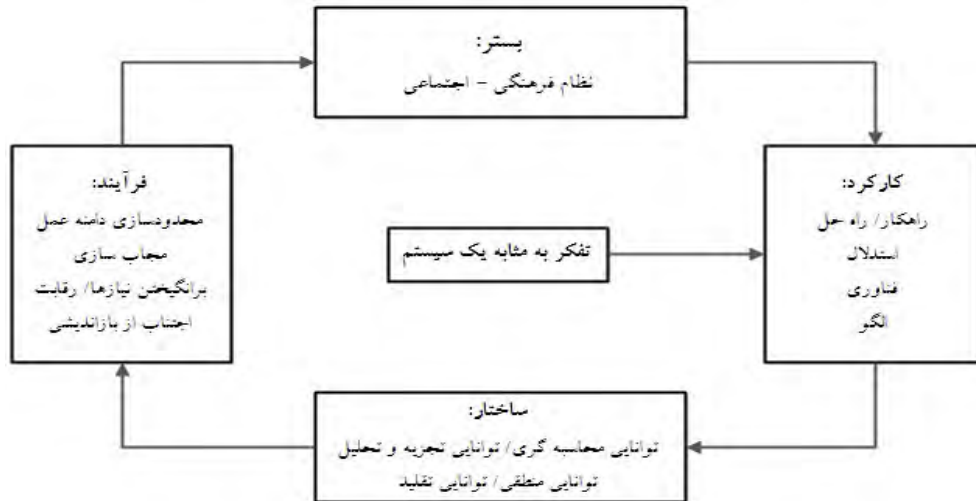 بستر:
نظام فرهنگی – اجتماعی
کارکرد:
راهکار/ راه حل
استدلال
فناوری
الگو
تفکر به مثابه یک سیستم
فرآیند:
محدودسازی دامنه عمل
مجاب سازی
برانگیختن نیازها/ رقابت
اجتناب از بازاندیشی
ساختار:
توانایی محاسبه گری/ توانایی تجزیه و تحلیل
توانایی منطقی/ توانایی تقلید